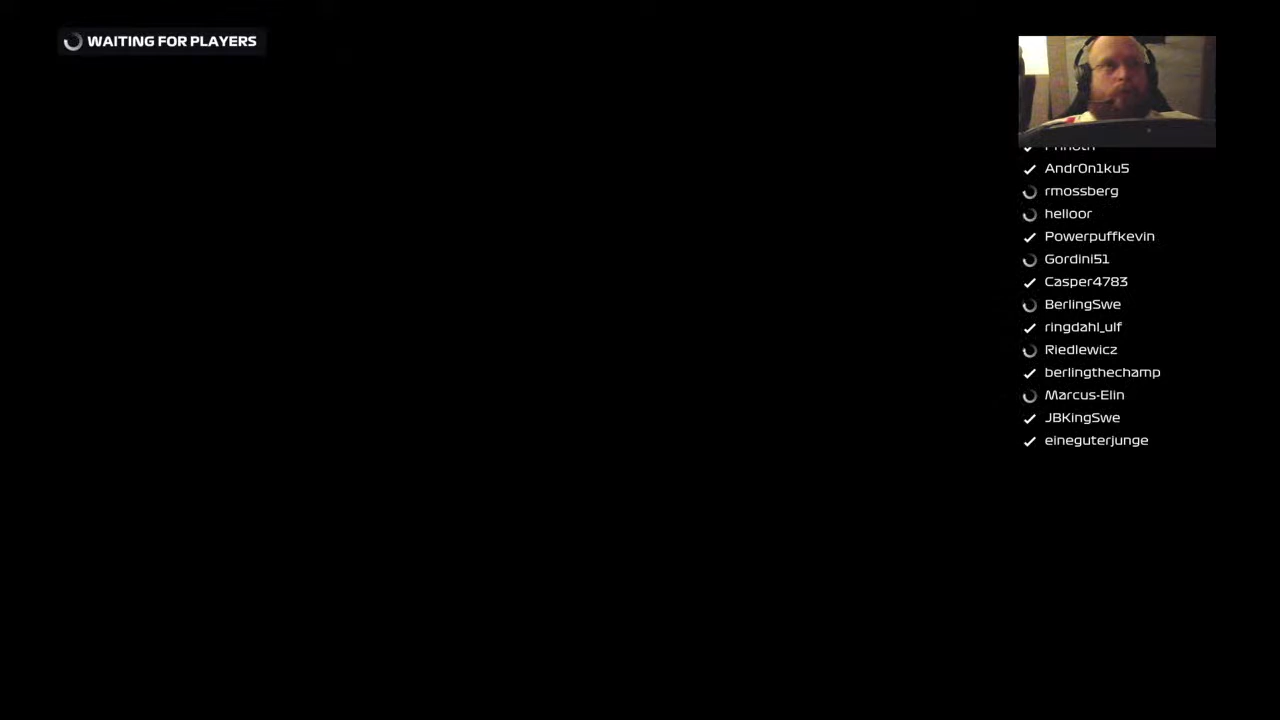 WAITING FOR PLAYERS
Andr0n1ku5
rmossberg
helloor
Powerpuffkevin
Gordini51
Casper4783
BerlingSwe
ringdahl_ulf
Riedlewicz
berlingthechamp
Marcus-Elin
JBKingSwe
eineguterjunge